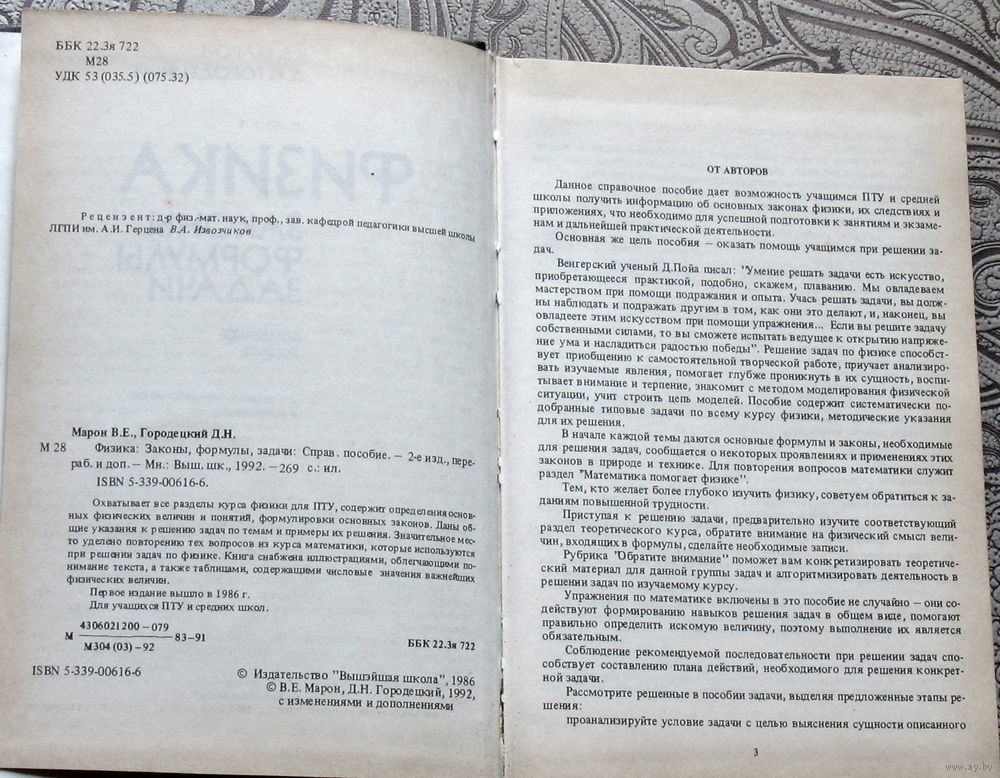 ББК 22.3я 722
М28
УДК 53 (035.5) (075.32)
Рецензент: д-р физ.-мат. наук, проф., зав. кафедрой педагогики высшей школы
ЛГПИ им. А.И. Герцена В.А. Извозчиков
Марон В.Е., Городецкий Д.Н.
М 28 Физика: Законы, формулы, задачи: Справ. пособие. – 2-е изд., пере-
раб. и доп. – Мн.: Выш. шк., 1992. –269 с.: ил.
ISBN 5-339-00616-6.
Охватывает все разделы курса физики для ПТУ, содержит определения основ-
ных физических величин и понятий, формулировки основных законов. Даны об-
щие указания к решению задач по темам и примеры их решения. Значительное мес-
то уделено повторению тех вопросов из курса математики, которые используются
при решении задач по физике. Книга снабжена иллюстрациями, облегчающими по-
нимание текста, а также таблицами, содержащими числовые значения важнейших
физических величин.
Первое издание вышло в 1986 г.
Для учащихся ПТУ и средних школ.
4306021200–079
М 83–91
М304 (03) –92
ББК 22.3я 722
ISBN 5-339-00616-6
© Издательство "Вышэйшая школа", 1986
© В.Е. Марон, Д.Н. Городецкий, 1992,
с изменениями и дополнениями
ФИЗИКА
ФОРМУЛЫ
ЗАДАЧИ
ОТ АВТОРОВ
Данное справочное пособие дает возможность учащимся ПТУ и средней
школы получить информацию об основных законах физики, их следствиях и
приложениях, что необходимо для успешной подготовки к занятиям и экзаме-
нам и дальнейшей практической деятельности.
Основная же цель пособия – оказать помощь учащимся при решении за-
дач.
Венгерский ученый Д.Пойа писал: "Умение решать задачи есть искусство,
приобретающееся практикой, подобно, скажем, плаванию. Мы овладеваем
мастерством при помощи подражания и опыта. Учась решать задачи, вы долж-
ны наблюдать и подражать другим в том, как они это делают, и, наконец, вы
овладеете этим искусством при помощи упражнения... Если вы решите задачу
собственными силами, то вы сможете испытать ведущее к открытию напряже-
ние ума и насладиться радостью победы". Решение задач по физике способст-
вует приобщению к самостоятельной творческой работе, приучает анализиро-
вать изучаемые явления, помогает глубже проникнуть в их сущность, воспи-
тывает внимание и терпение, знакомит с методом моделирования физической
ситуации, учит строить цепь моделей. Пособие содержит систематически по-
добранные типовые задачи по всему курсу физики, методические указания
для их решения.
В начале каждой темы даются основные формулы и законы, необходимые
для решения задач, сообщается о некоторых проявлениях и применениях этих
законов в природе и технике. Для повторения вопросов математики служит
раздел "Математика помогает физике".
Тем, кто желает более глубоко изучить физику, советуем обратиться к за-
даниям повышенной трудности.
Приступая к решению задачи, предварительно изучите соответствующий
раздел теоретического курса, обратите внимание на физический смысл вели-
чин, входящих в формулы, сделайте необходимые записи.
Рубрика "Обратите внимание" поможет вам конкретизировать теоретичес-
кий материал для данной группы задач и алгоритмизировать деятельность в
решении задач по изучаемому курсу.
Упражнения по математике включены в это пособие не случайно – они со-
действуют формированию навыков решения задач в общем виде, помогают
правильно определить искомую величину, поэтому выполнение их является
обязательным.
Соблюдение рекомендуемой последовательности при решении задач спо-
собствует составлению плана действий, необходимого для решения конкрет-
ной задачи.
Рассмотрите решенные в пособии задачи, выделяя предложенные этапы ре-
шения:
проанализируйте условие задачи с целью выяснения сущности описанного
3
www.ay.by